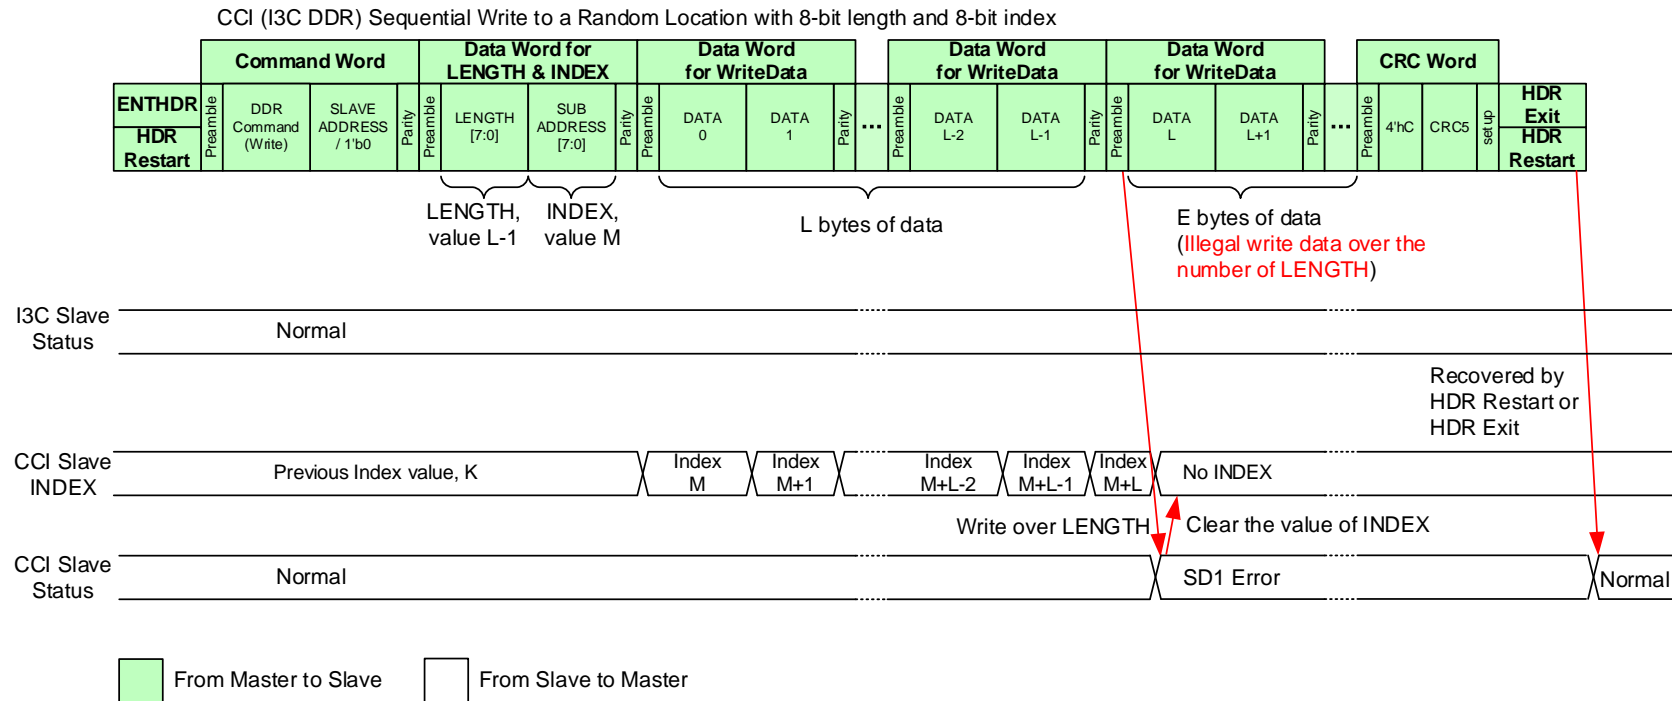 CCI (I3C DDR) Sequential Write to a Random Location with 8-bit length and 8-bit index
Command Word
Data Word for
LENGTH & INDEX
Data Word
for WriteData
Data Word
for WriteData
Data Word
for WriteData
CRC Word
ENTHDR
HDR
Restart
Preamble
DDR
Command
(Write)
SLAVE
ADDRESS
/ 1'b0
Parity
Preamble
LENGTH
[7:0]
SUB
ADDRESS
[7:0]
Parity
Preamble
DATA
0
DATA
1
Parity
...
Preamble
DATA
L-2
DATA
L-1
Parity
Preamble
DATA
L
DATA
L+1
Parity
...
Preamble
4'hC
CRC5
setup
HDR
Exit
HDR
Restart
LENGTH,
value L-1
INDEX,
value M
L bytes of data
E bytes of data
(Illegal write data over the
number of LENGTH)
I3C Slave
Status
Normal
Recovered by
HDR Restart or
HDR Exit
CCI Slave
INDEX
Previous Index value, K
Index
M
Index
M+1
Index
M+L-2
Index
M+L-1
Index
M+L
No INDEX
Write over LENGTH
Clear the value of INDEX
CCI Slave
Status
Normal
SD1 Error
Normal
From Master to Slave
From Slave to Master